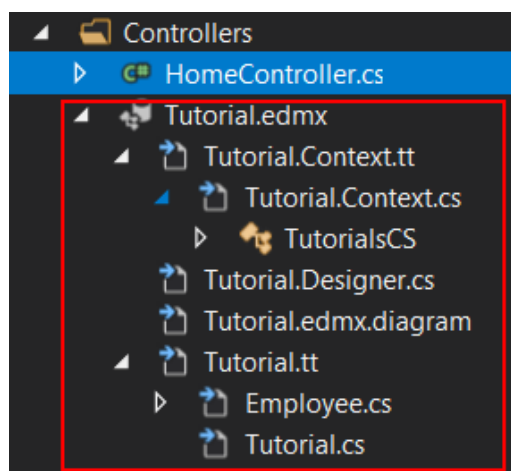 Controllers
C# HomeController.cs
Tutorial.edmx
Tutorial.Context.tt
Tutorial.Context.cs
TutorialsCS
Tutorial.Designer.cs
Tutorial.edmx.diagram
Tutorial.tt
Employee.cs
Tutorial.cs